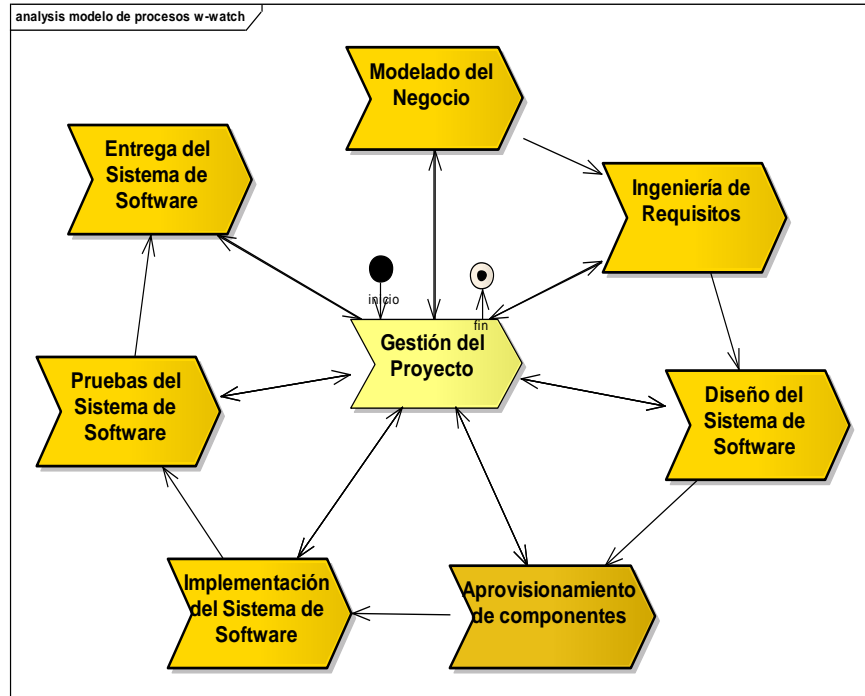 analysis modelo de procesos w-watch
Modelado del
Negocio
Entrega del
Sistema de
Software
Ingeniería de
Requisitos
inicio
fin
Gestión del
Proyecto
Pruebas del
Sistema de
Software
Diseño del
Sistema de
Software
Implementación
del Sistema de
Software
Aprovisionamiento
de componentes